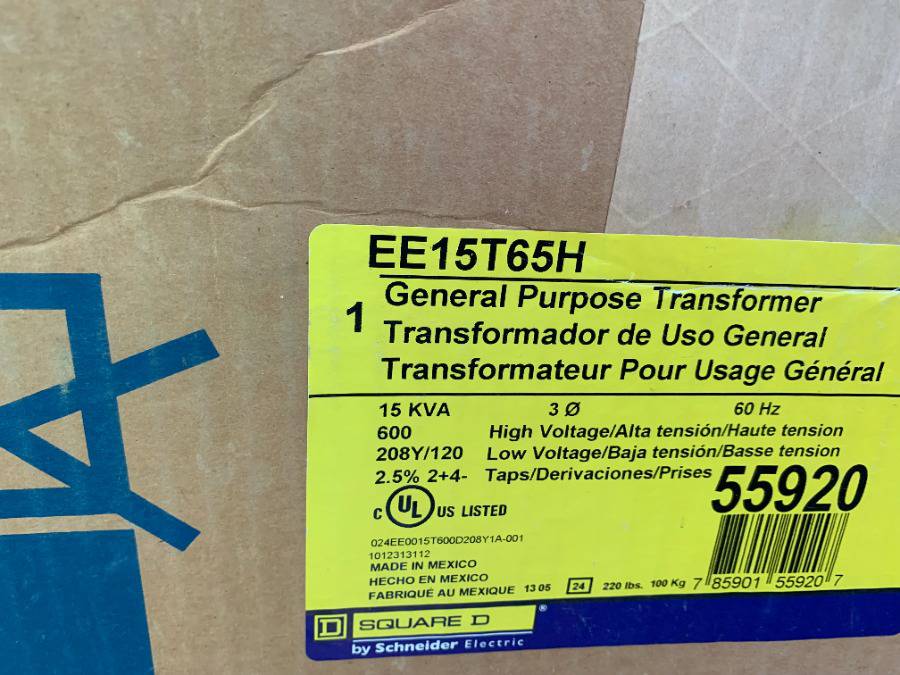 EE15T65H
1
General Purpose Transformer
Transformador de Uso General
Transformateur Pour Usage Général
15 KVA 3 Ø 60 Hz
600 High Voltage/Alta tensión/Haute tension
208Y/120 Low Voltage/Baja tensión/Basse tension
2.5% 2+4- Taps/Derivaciones/Prises
55920
C UL US LISTED
024EE0015T600D208Y1A-001
1012313112
MADE IN MEXICO
HECHO EN MEXICO
FABRIQUÉ AU MEXIQUE 13 05 24 220 lbs. 100 Kg
7 85901 55920 7
D SQUARE D ®
by Schneider Electric